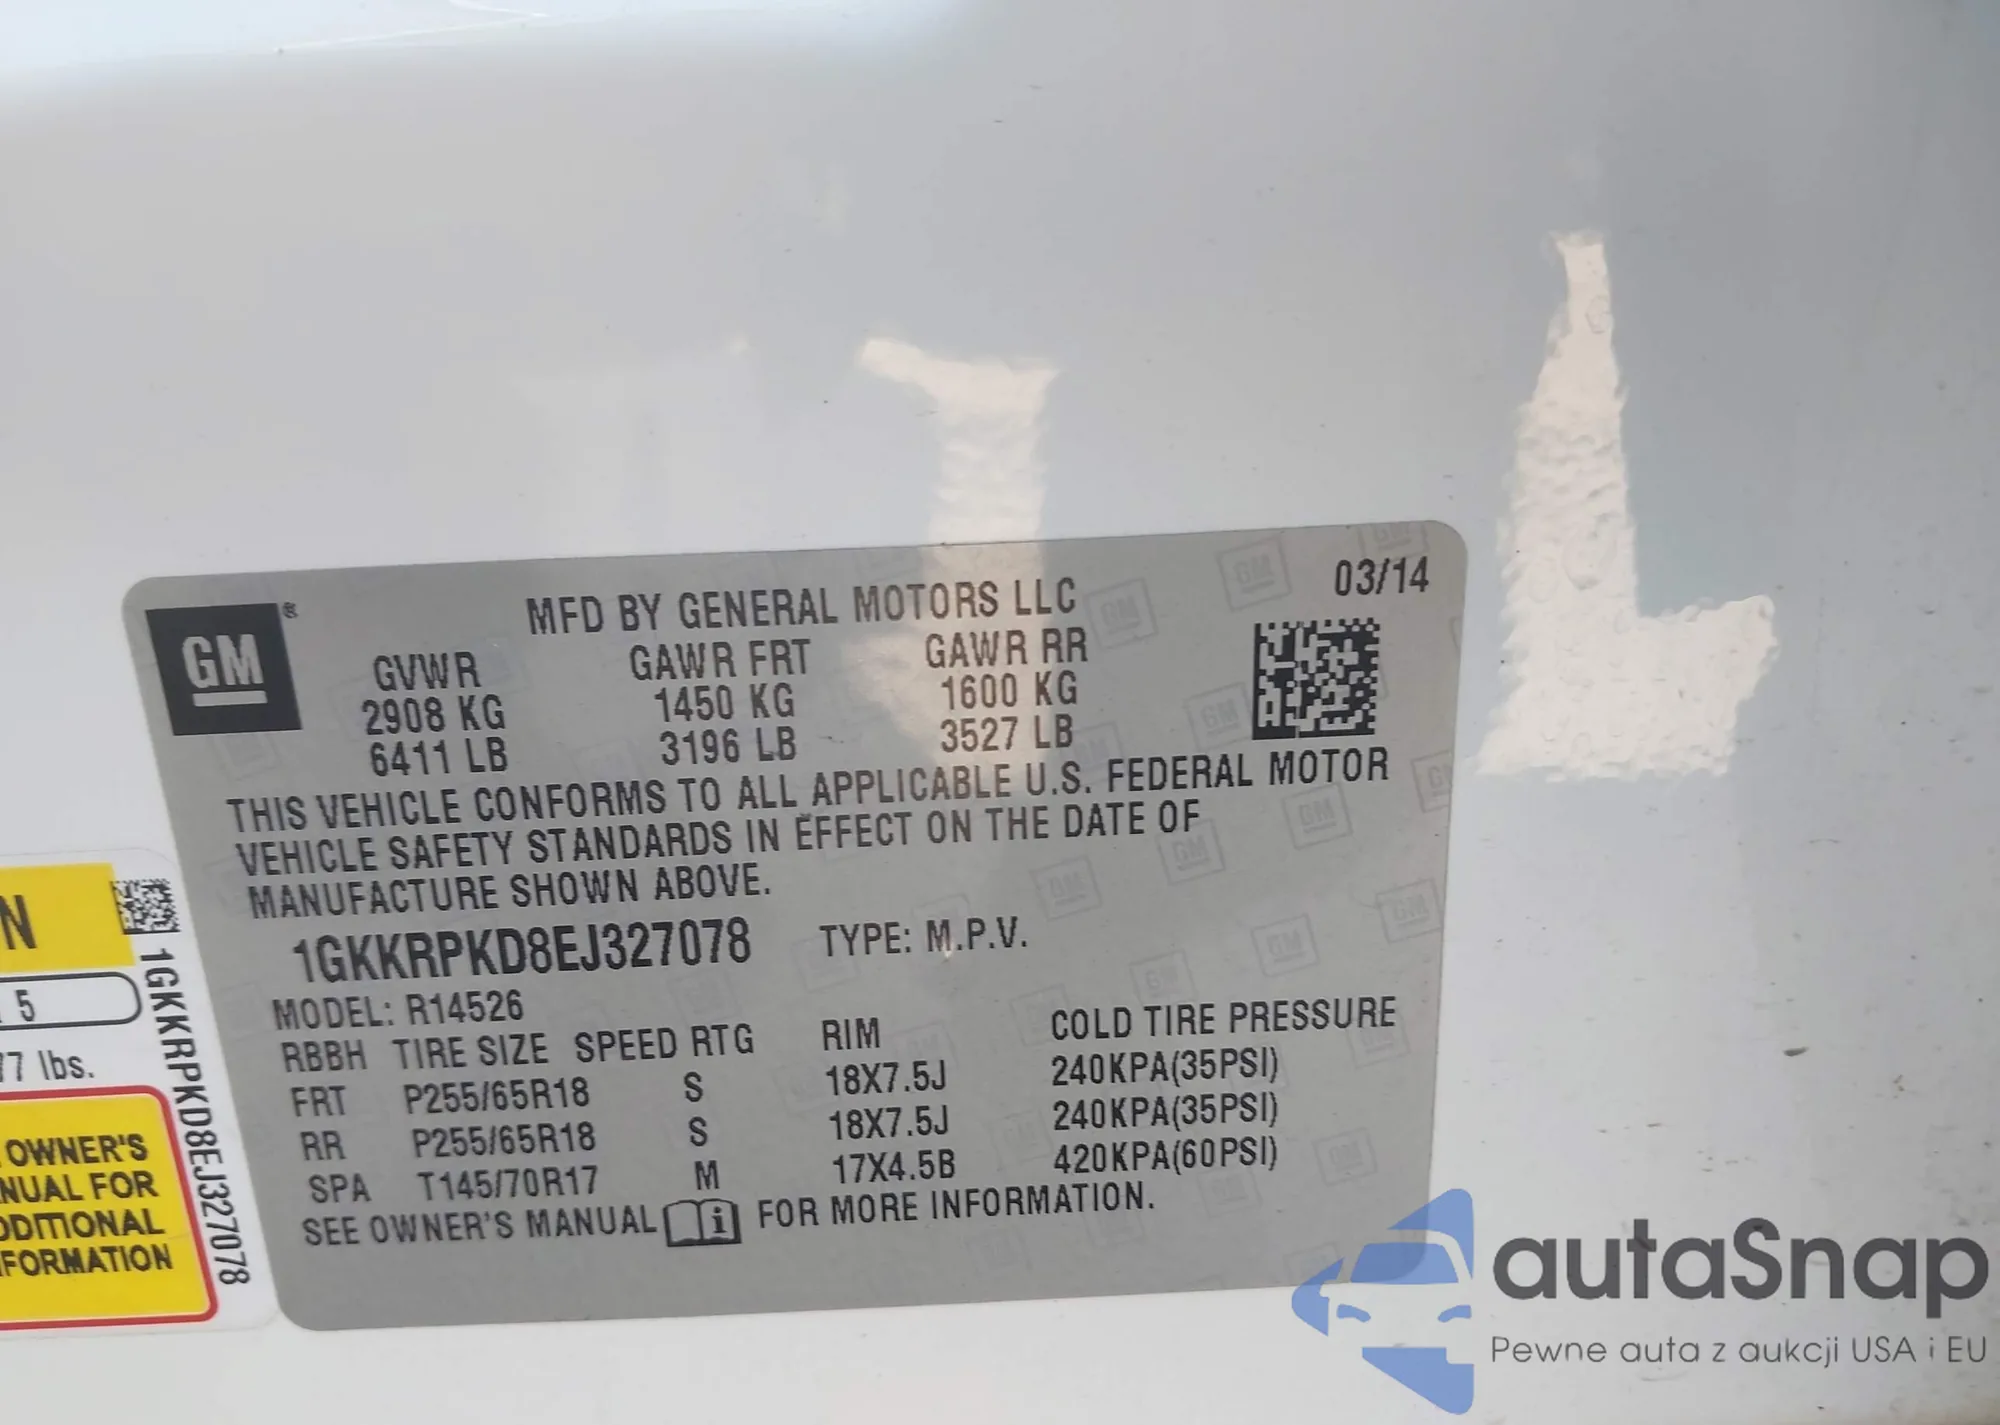 GM®
MFD BY GENERAL MOTORS LLC
03/14
GVWR GAWR FRT GAWR RR
2908 KG 1450 KG 1600 KG
6411 LB 3196 LB 3527 LB
THIS VEHICLE CONFORMS TO ALL APPLICABLE U.S. FEDERAL MOTOR
VEHICLE SAFETY STANDARDS IN EFFECT ON THE DATE OF
MANUFACTURE SHOWN ABOVE.
1GKKRPKD8EJ327078 TYPE: M.P.V.
MODEL: R14526
RBBH TIRE SIZE SPEED RTG RIM COLD TIRE PRESSURE
FRT P255/65R18 S 18X7.5J 240KPA(35PSI)
RR P255/65R18 S 18X7.5J 240KPA(35PSI)
SPA T145/70R17 M 17X4.5B 420KPA(60PSI)
SEE OWNER'S MANUAL i FOR MORE INFORMATION.
N
5
77 lbs.
OWNER'S
NUAL FOR
DDITIONAL
FORMATION
1GKKRPKD8EJ327078
autaSnap
Pewne auta z aukcji USA i EU